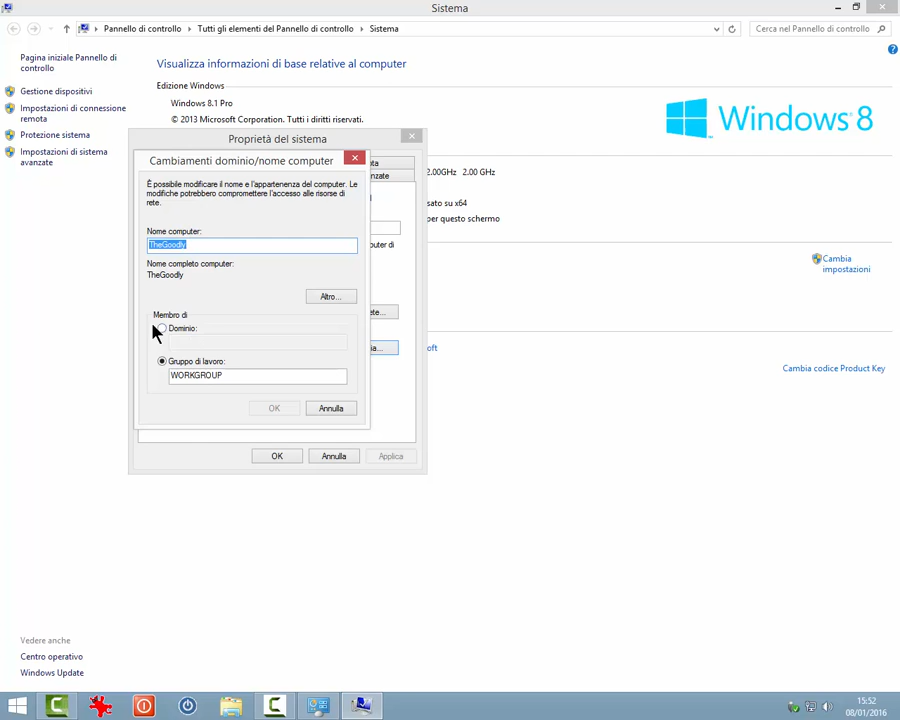 Sistema
Pannello di controllo
Tutti gli elementi del Pannello di controllo
Sistema
Cerca nel Pannello di controllo
Pagina iniziale Pannello di
controllo
Gestione dispositivi
Impostazioni di connessione
remota
Protezione sistema
Impostazioni di sistema
avanzate
Visualizza informazioni di base relative al computer
Edizione Windows
Windows 8.1 Pro
© 2013 Microsoft Corporation. Tutti i diritti riservati.
Windows 8
Proprietà del sistema
ota
anzate
2.00GHz 2.00 GHz
sato su x64
per questo schermo
puter di
ete...
ia...
oft
Cambia
impostazioni
Cambia codice Product Key
Cambiamenti dominio/nome computer
È possibile modificare il nome e l'appartenenza del computer. Le
modifiche potrebbero compromettere l'accesso alle risorse di
rete.
Nome computer:
TheGoodly
Nome completo computer:
TheGoodly
Altro...
Membro di
Dominio:
Gruppo di lavoro:
WORKGROUP
OK
Annulla
OK
Annulla
Applica
Vedere anche
Centro operativo
Windows Update
15:52
08/01/2016